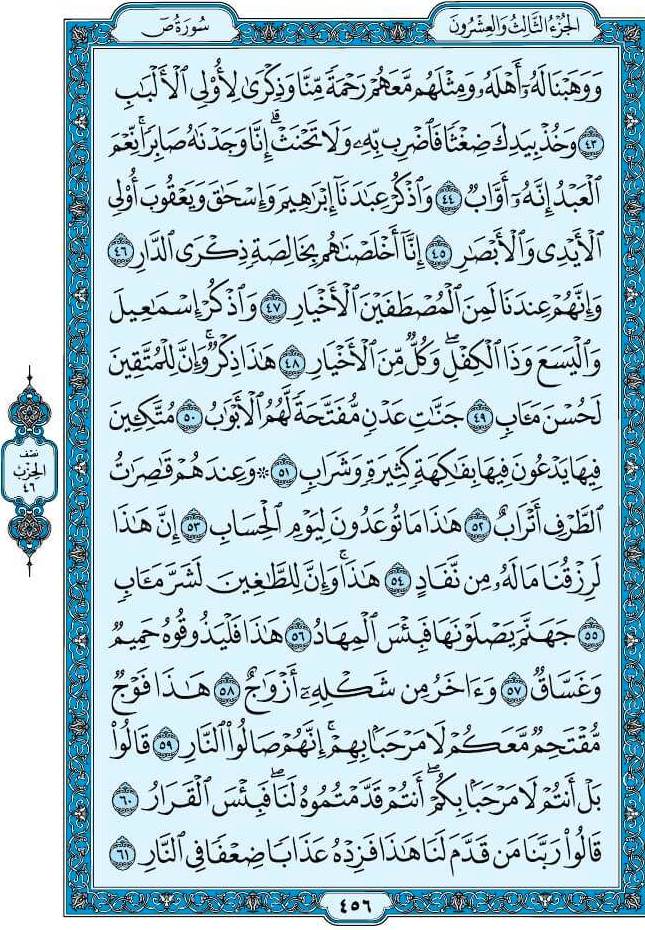 الجزء الثالث والعشرون
سورة ص
وَوَهَبْنَا لَهُۥٓ أَهْلَهُۥ وَمِثْلَهُم مَّعَهُمْ رَحْمَةً مِّنَّا وَذِكْرَىٰ لِأُو۟لِى ٱلْأَلْبَـٰبِ
٤٣ وَخُذْ بِيَدِكَ ضِغْثًا فَٱضْرِب بِّهِۦ وَلَا تَحْنَثْ ۗ إِنَّا وَجَدْنَـٰهُ صَابِرًا ۚ نِّعْمَ
ٱلْعَبْدُ ۖ إِنَّهُۥٓ أَوَّابٌ ٤٤ وَٱذْكُرْ عِبَـٰدَنَآ إِبْرَٰهِيمَ وَإِسْحَـٰقَ وَيَعْقُوبَ أُو۟لِى
ٱلْأَيْدِى وَٱلْأَبْصَـٰرِ ٤٥ إِنَّآ أَخْلَصْنَـٰهُم بِخَالِصَةٍ ذِكْرَى ٱلدَّارِ ٤٦
وَإِنَّهُمْ عِندَنَا لَمِنَ ٱلْمُصْطَفَيْنَ ٱلْأَخْيَارِ ٤٧ وَٱذْكُرْ إِسْمَـٰعِيلَ
وَٱلْيَسَعَ وَذَا ٱلْكِفْلِ ۖ وَكُلٌّ مِّنَ ٱلْأَخْيَارِ ٤٨ هَـٰذَا ذِكْرٌ ۚ وَإِنَّ لِلْمُتَّقِينَ
لَحُسْنَ مَـَٔابٍ ٤٩ جَنَّـٰتِ عَدْنٍ مُّفَتَّحَةً لَّهُمُ ٱلْأَبْوَٰبُ ٥٠ مُتَّكِـِٔينَ
فِيهَا يَدْعُونَ فِيهَا بِفَـٰكِهَةٍ كَثِيرَةٍ وَشَرَابٍ ٥١ ۞ وَعِندَهُمْ قَـٰصِرَٰتُ
ٱلطَّرْفِ أَتْرَابٌ ٥٢ هَـٰذَا مَا تُوعَدُونَ لِيَوْمِ ٱلْحِسَابِ ٥٣ إِنَّ هَـٰذَا
لَرِزْقُنَا مَا لَهُۥ مِن نَّفَادٍ ٥٤ هَـٰذَا ۚ وَإِنَّ لِلطَّـٰغِينَ لَشَرَّ مَـَٔابٍ
٥٥ جَهَنَّمَ يَصْلَوْنَهَا فَبِئْسَ ٱلْمِهَادُ ٥٦ هَـٰذَا فَلْيَذُوقُوهُ حَمِيمٌ
وَغَسَّاقٌ ٥٧ وَءَاخَرُ مِن شَكْلِهِۦٓ أَزْوَٰجٌ ٥٨ هَـٰذَا فَوْجٌ
مُّقْتَحِمٌ مَّعَكُمْ ۖ لَا مَرْحَبًۢا بِهِمْ ۚ إِنَّهُمْ صَالُوا۟ ٱلنَّارِ ٥٩ قَالُوا۟
بَلْ أَنتُمْ لَا مَرْحَبًۢا بِكُمْ ۖ أَنتُمْ قَدَّمْتُمُوهُ لَنَا ۖ فَبِئْسَ ٱلْقَرَارُ ٦٠
قَالُوا۟ رَبَّنَا مَن قَدَّمَ لَنَا هَـٰذَا فَزِدْهُ عَذَابًا ضِعْفًا فِى ٱلنَّارِ ٦١
نصف
الحزب
٤٦
٤٥٦